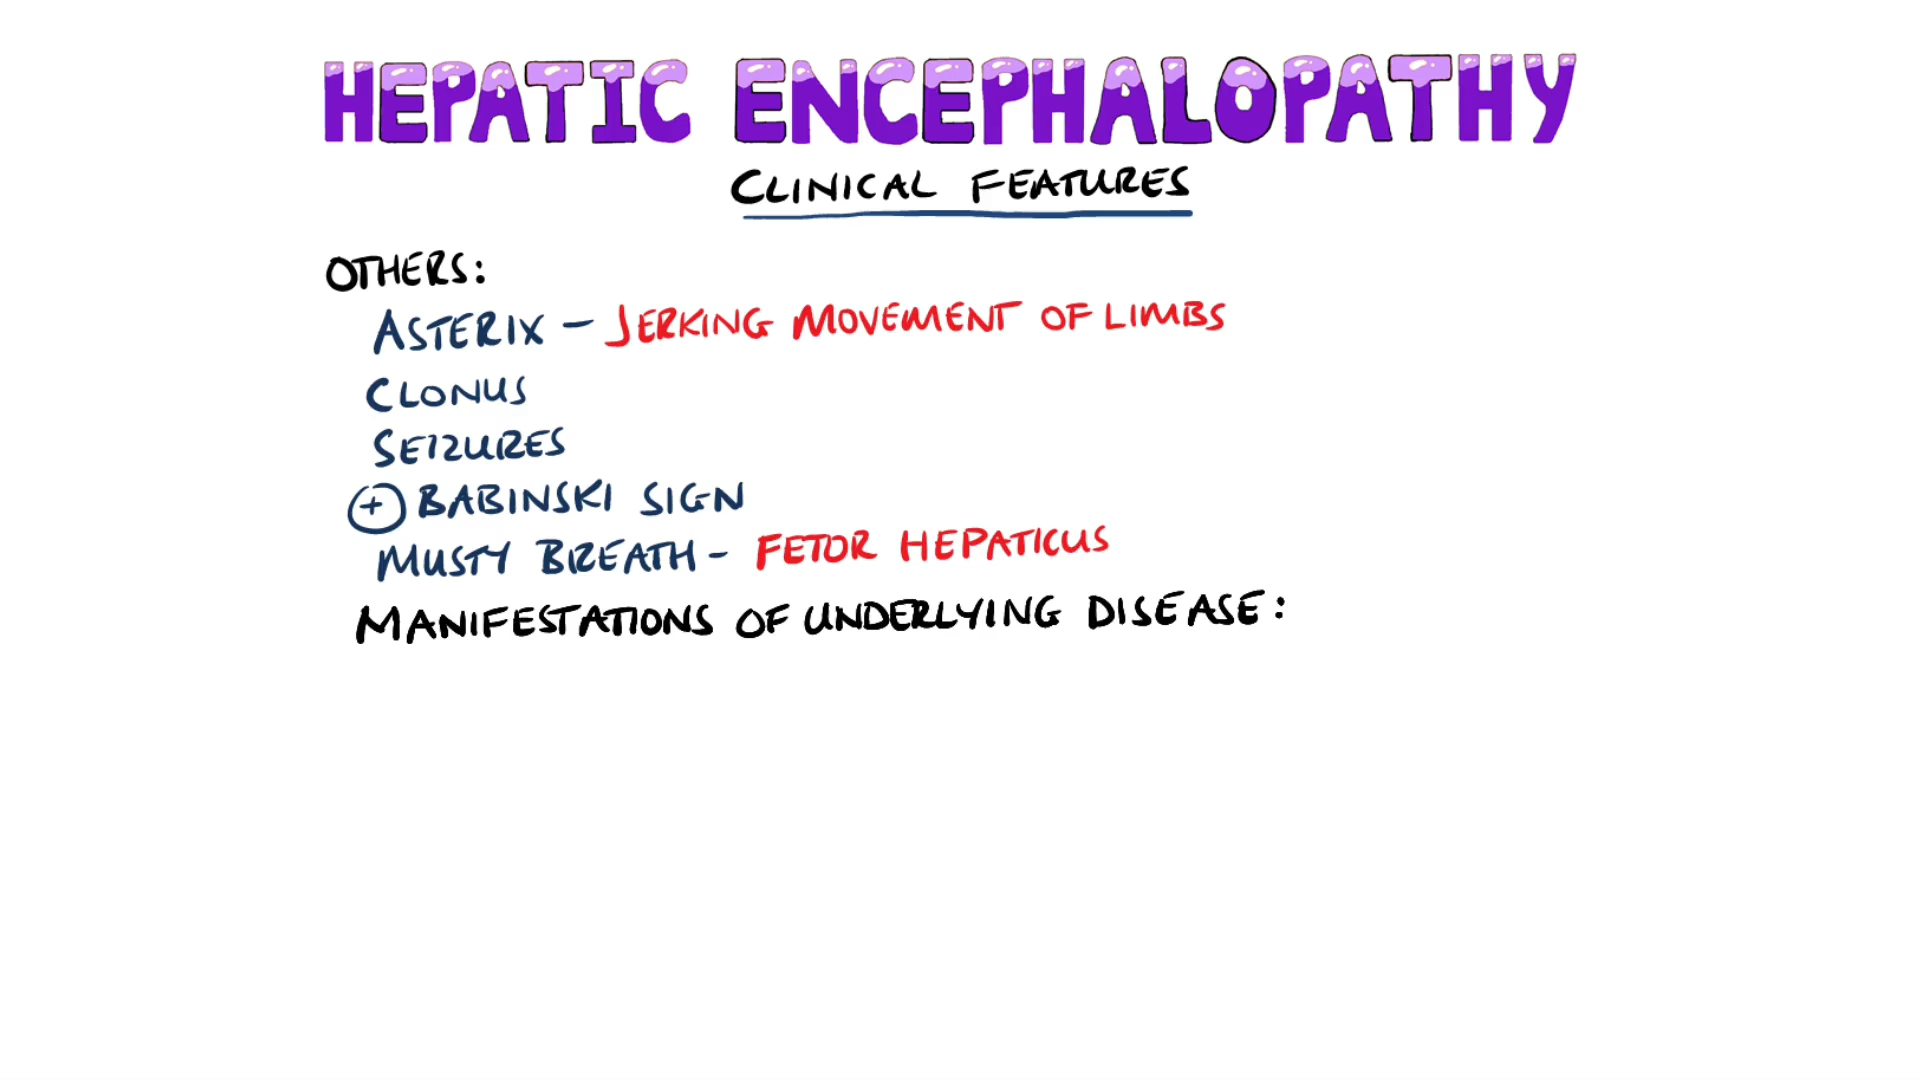 HEPATIC ENCEPHALOPATHY
CLINICAL FEATURES
OTHERS:
ASTERIX - JERKING MOVEMENT OF LIMBS
CLONUS
SEIZURES
+ BABINSKI SIGN
MUSTY BREATH - FETOR HEPATICUS
MANIFESTATIONS OF UNDERLYING DISEASE: